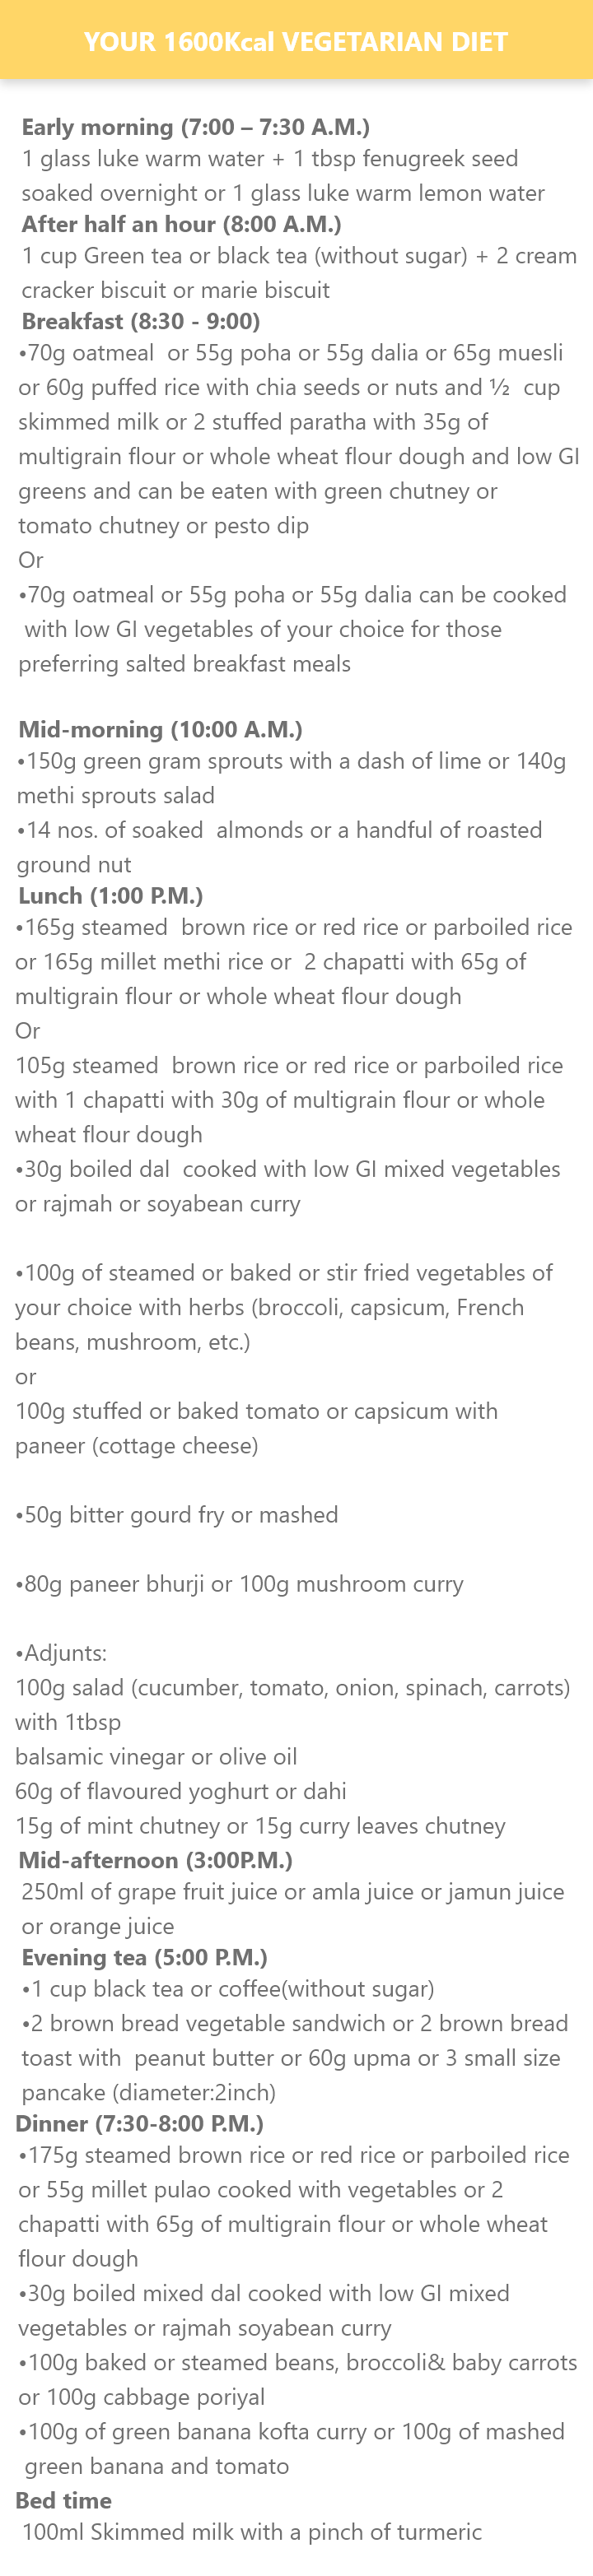 YOUR 1600Kcal VEGETARIAN DIET
Early morning (7:00 – 7:30 A.M.)
1 glass luke warm water + 1 tbsp fenugreek seed
soaked overnight or 1 glass luke warm lemon water
After half an hour (8:00 A.M.)
1 cup Green tea or black tea (without sugar) + 2 cream
cracker biscuit or marie biscuit
Breakfast (8:30 - 9:00)
•70g oatmeal or 55g poha or 55g dalia or 65g muesli
or 60g puffed rice with chia seeds or nuts and ½ cup
skimmed milk or 2 stuffed paratha with 35g of
multigrain flour or whole wheat flour dough and low GI
greens and can be eaten with green chutney or
tomato chutney or pesto dip
Or
•70g oatmeal or 55g poha or 55g dalia can be cooked
with low GI vegetables of your choice for those
preferring salted breakfast meals
Mid-morning (10:00 A.M.)
•150g green gram sprouts with a dash of lime or 140g
methi sprouts salad
•14 nos. of soaked almonds or a handful of roasted
ground nut
Lunch (1:00 P.M.)
•165g steamed brown rice or red rice or parboiled rice
or 165g millet methi rice or 2 chapatti with 65g of
multigrain flour or whole wheat flour dough
Or
105g steamed brown rice or red rice or parboiled rice
with 1 chapatti with 30g of multigrain flour or whole
wheat flour dough
•30g boiled dal cooked with low GI mixed vegetables
or rajmah or soyabean curry
•100g of steamed or baked or stir fried vegetables of
your choice with herbs (broccoli, capsicum, French
beans, mushroom, etc.)
or
100g stuffed or baked tomato or capsicum with
paneer (cottage cheese)
•50g bitter gourd fry or mashed
•80g paneer bhurji or 100g mushroom curry
•Adjunts:
100g salad (cucumber, tomato, onion, spinach, carrots)
with 1tbsp
balsamic vinegar or olive oil
60g of flavoured yoghurt or dahi
15g of mint chutney or 15g curry leaves chutney
Mid-afternoon (3:00P.M.)
250ml of grape fruit juice or amla juice or jamun juice
or orange juice
Evening tea (5:00 P.M.)
•1 cup black tea or coffee(without sugar)
•2 brown bread vegetable sandwich or 2 brown bread
toast with peanut butter or 60g upma or 3 small size
pancake (diameter:2inch)
Dinner (7:30-8:00 P.M.)
•175g steamed brown rice or red rice or parboiled rice
or 55g millet pulao cooked with vegetables or 2
chapatti with 65g of multigrain flour or whole wheat
flour dough
•30g boiled mixed dal cooked with low GI mixed
vegetables or rajmah soyabean curry
•100g baked or steamed beans, broccoli& baby carrots
or 100g cabbage poriyal
•100g of green banana kofta curry or 100g of mashed
green banana and tomato
Bed time
100ml Skimmed milk with a pinch of turmeric